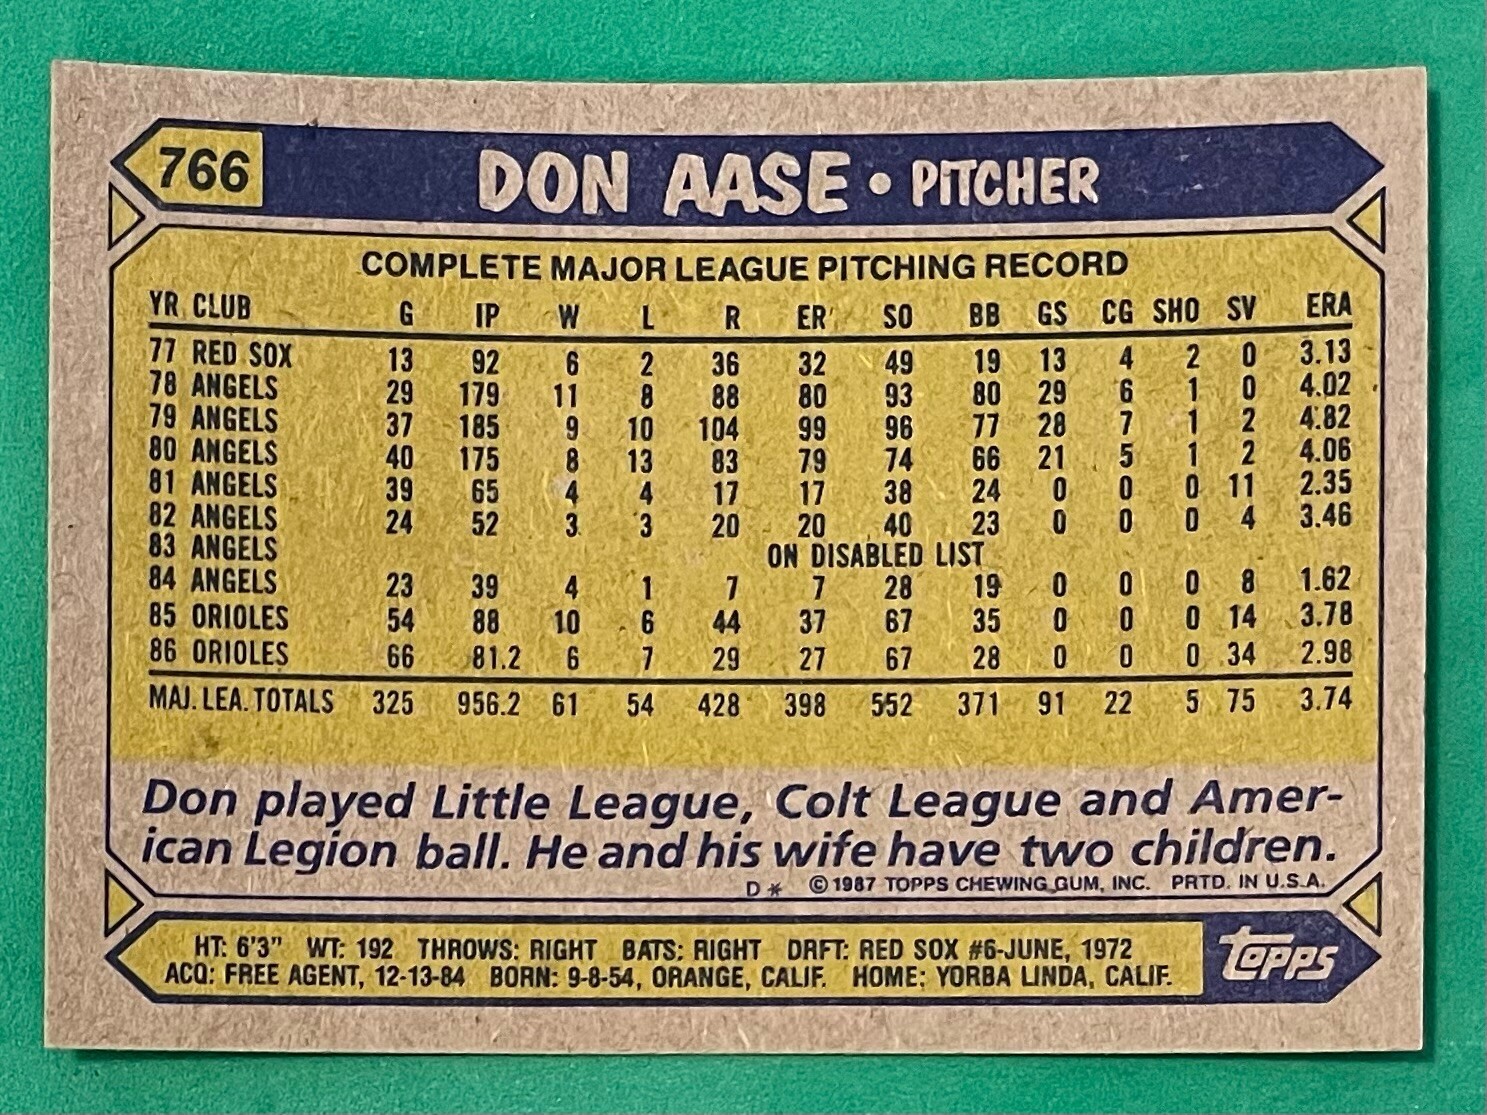 766 DON AASE • PITCHER
COMPLETE MAJOR LEAGUE PITCHING RECORD
YR. CLUB G IP W L R ER SO BB GS CG SHO SV ERA
77 RED SOX 13 92 6 2 36 32 49 19 13 4 2 0 3.13
78 ANGELS 29 179 11 8 88 80 93 80 29 6 1 0 4.02
79 ANGELS 37 185 9 10 104 99 96 77 28 7 1 2 4.82
80 ANGELS 40 175 8 13 83 79 74 66 21 5 1 2 4.06
81 ANGELS 39 65 4 4 17 17 38 24 0 0 0 11 2.35
82 ANGELS 24 52 3 3 20 20 40 23 0 0 0 4 3.46
83 ANGELS ON DISABLED LIST
84 ANGELS 23 39 4 1 7 7 28 19 0 0 0 8 1.62
85 ORIOLES 54 88 10 6 44 37 67 35 0 0 0 14 3.78
86 ORIOLES 66 81.2 6 7 29 27 67 28 0 0 0 34 2.98
MAJ. LEA. TOTALS 325 956.2 61 54 428 398 552 371 91 22 5 75 3.74
Don played Little League, Colt League and Amer-
ican Legion ball. He and his wife have two children.
D* © 1987 TOPPS CHEWING GUM, INC. PRTD. IN U.S.A.
HT: 6'3" WT: 192 THROWS: RIGHT BATS: RIGHT DRFT: RED SOX #6-JUNE, 1972
ACQ: FREE AGENT, 12-13-84 BORN: 9-8-54, ORANGE, CALIF. HOME: YORBA LINDA, CALIF.
topps